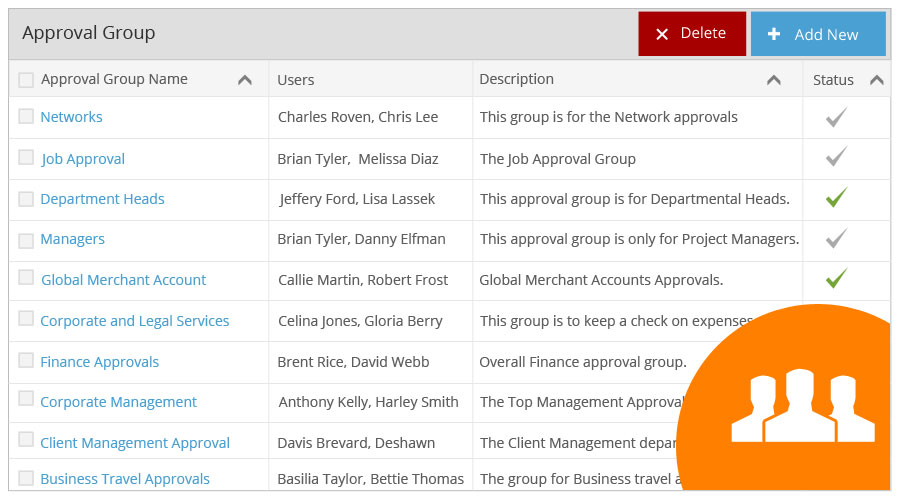 Approval Group
Delete
Add New
Approval Group Name
Users
Description
Status
Networks
Charles Roven, Chris Lee
This group is for the Network approvals
Job Approval
Brian Tyler, Melissa Diaz
The Job Approval Group
Department Heads
Jeffery Ford, Lisa Lassek
This approval group is for Departmental Heads.
Managers
Brian Tyler, Danny Elfman
This approval group is only for Project Managers.
Global Merchant Account
Callie Martin, Robert Frost
Global Merchant Accounts Approvals.
Corporate and Legal Services
Celina Jones, Gloria Berry
This group is to keep a check on expenses
Finance Approvals
Brent Rice, David Webb
Overall Finance approval group.
Corporate Management
Anthony Kelly, Harley Smith
The Top Management Approval
Client Management Approval
Davis Brevard, Deshawn
The Client Management
Business Travel Approvals
Basilia Taylor, Bettie Thomas
The group for Business travel